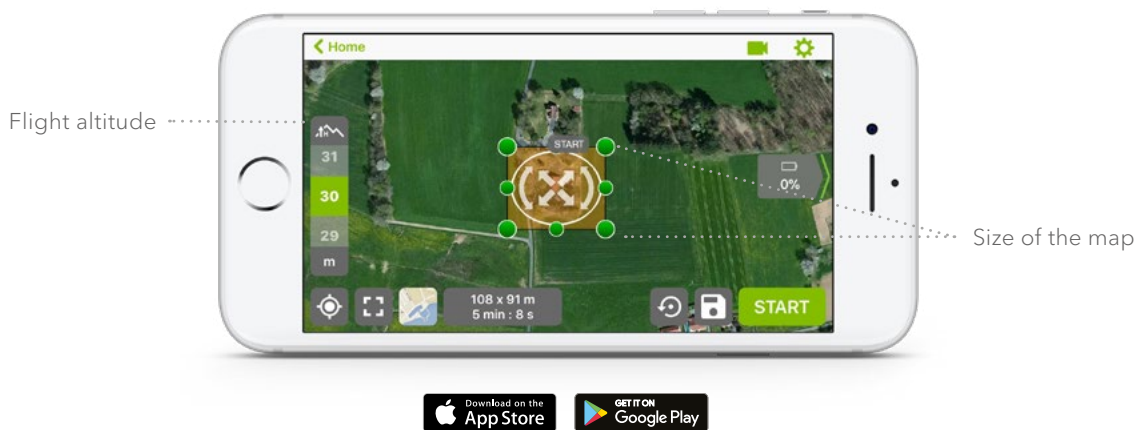 Home
Flight altitude
START
31
30
29
m
0%
Size of the map
108 x 91 m
5 min : 8 s
START
Download on the
App Store
GET IT ON
Google Play